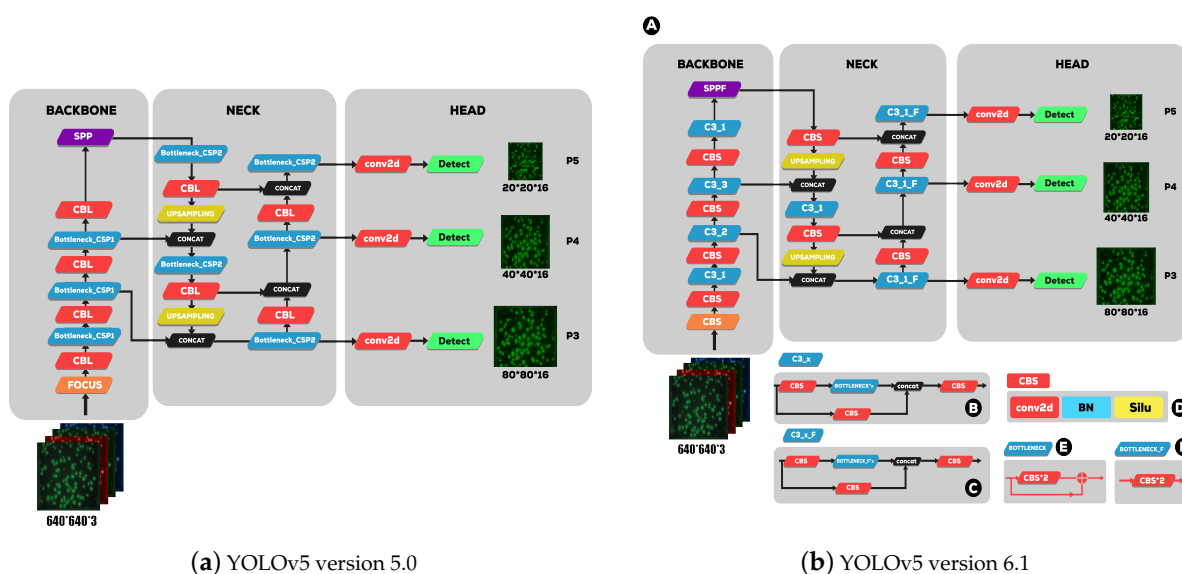 BACKBONE
NECK
HEAD
SPP
CBL
Bottleneck_CSP1
CBL
Bottleneck_CSP1
CBL
Bottleneck_CSP1
CBL
FOCUS
640*640*3
Bottleneck_CSP2
CBL
UPSAMPLING
CONCAT
Bottleneck_CSP2
CBL
UPSAMPLING
CONCAT
Bottleneck_CSP2
CONCAT
CBL
Bottleneck_CSP2
CONCAT
CBL
Bottleneck_CSP2
conv2d
Detect
20*20*16
P5
conv2d
Detect
40*40*16
P4
conv2d
Detect
80*80*16
P3
(a) YOLOv5 version 5.0
A
BACKBONE
NECK
HEAD
SPPF
C3_1
CBS
C3_3
CBS
C3_2
CBS
C3_1
CBS
CBS
640*640*3
CBS
UPSAMPLING
CONCAT
C3_1
CBS
UPSAMPLING
CONCAT
C3_1_F
CONCAT
CBS
C3_1_F
CONCAT
CBS
C3_1_F
conv2d
Detect
20*20*16
P5
conv2d
Detect
40*40*16
P4
conv2d
Detect
80*80*16
P3
C3_x
CBS
BOTTLENECK*x
concat
CBS
CBS
B
C3_x_F
CBS
BOTTLENECK_F*x
concat
CBS
CBS
C
CBS
conv2d
BN
Silu
D
BOTTLENECK
E
CBS*2
BOTTLENECK_F
CBS*2
(b) YOLOv5 version 6.1